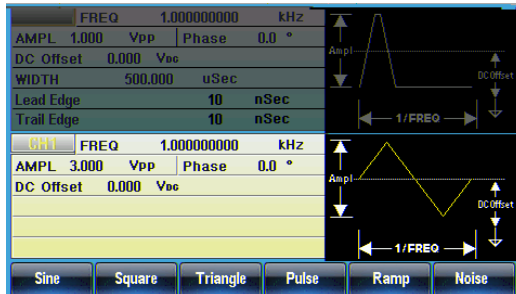 FREQ 1.000000000 kHz
AMPL 1.000 Vpp Phase 0.0 °
DC Offset 0.000 VDC
WIDTH 500.000 uSec
Lead Edge 10 nSec
Trail Edge 10 nSec
Ampl
DC Offset
1/FREQ
CH1 FREQ 1.000000000 kHz
AMPL 3.000 Vpp Phase 0.0 °
DC Offset 0.000 VDC
Ampl
DC Offset
1/FREQ
Sine Square Triangle Pulse Ramp Noise